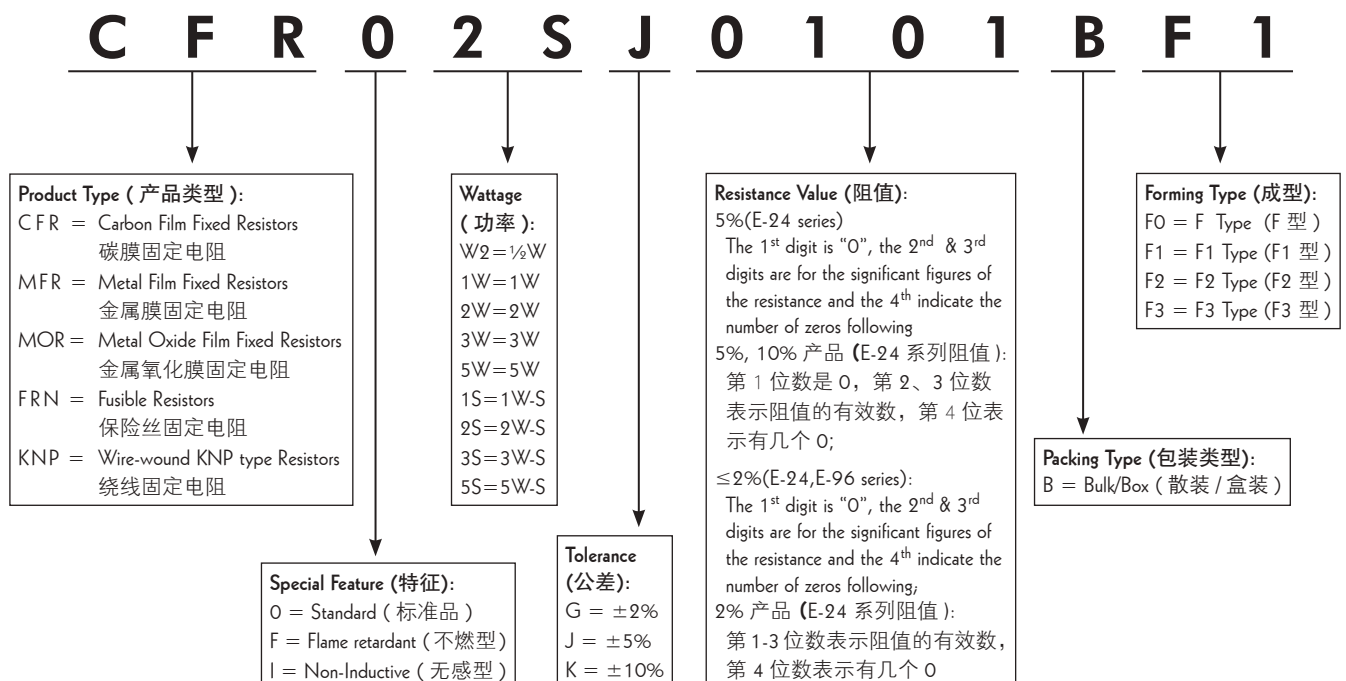 C F R 0 2 S J 0 1 0 1 B F 1
Product Type ( 产品类型 ):
CFR = Carbon Film Fixed Resistors
碳膜固定电阻
MFR = Metal Film Fixed Resistors
金属膜固定电阻
MOR = Metal Oxide Film Fixed Resistors
金属氧化膜固定电阻
FRN = Fusible Resistors
保险丝固定电阻
KNP = Wire-wound KNP type Resistors
绕线固定电阻
Special Feature (特征):
0 = Standard ( 标准品 )
F = Flame retardant ( 不燃型 )
I = Non-Inductive ( 无感型 )
Wattage
( 功率 ):
W2=½W
1W=1W
2W=2W
3W=3W
5W=5W
1S=1W-S
2S=2W-S
3S=3W-S
5S=5W-S
Tolerance
(公差):
G = ±2%
J = ±5%
K = ±10%
Resistance Value (阻值):
5%(E-24 series)
The 1st digit is “0”, the 2nd & 3rd
digits are for the significant figures of
the resistance and the 4th indicate the
number of zeros following
5%, 10% 产品 (E-24 系列阻值 ):
第 1 位数是 0，第 2、3 位数
表示阻值的有效数，第 4 位表
示有几个 0;
≤2%(E-24,E-96 series):
The 1st digit is “0”, the 2nd & 3rd
digits are for the significant figures of
the resistance and the 4th indicate the
number of zeros following;
2% 产品 (E-24 系列阻值 ):
第 1-3 位数表示阻值的有效数，
第 4 位数表示有几个 0
Packing Type (包装类型):
B = Bulk/Box ( 散装 / 盒装 )
Forming Type (成型):
F0 = F Type (F 型 )
F1 = F1 Type (F1 型 )
F2 = F2 Type (F2 型 )
F3 = F3 Type (F3 型 )